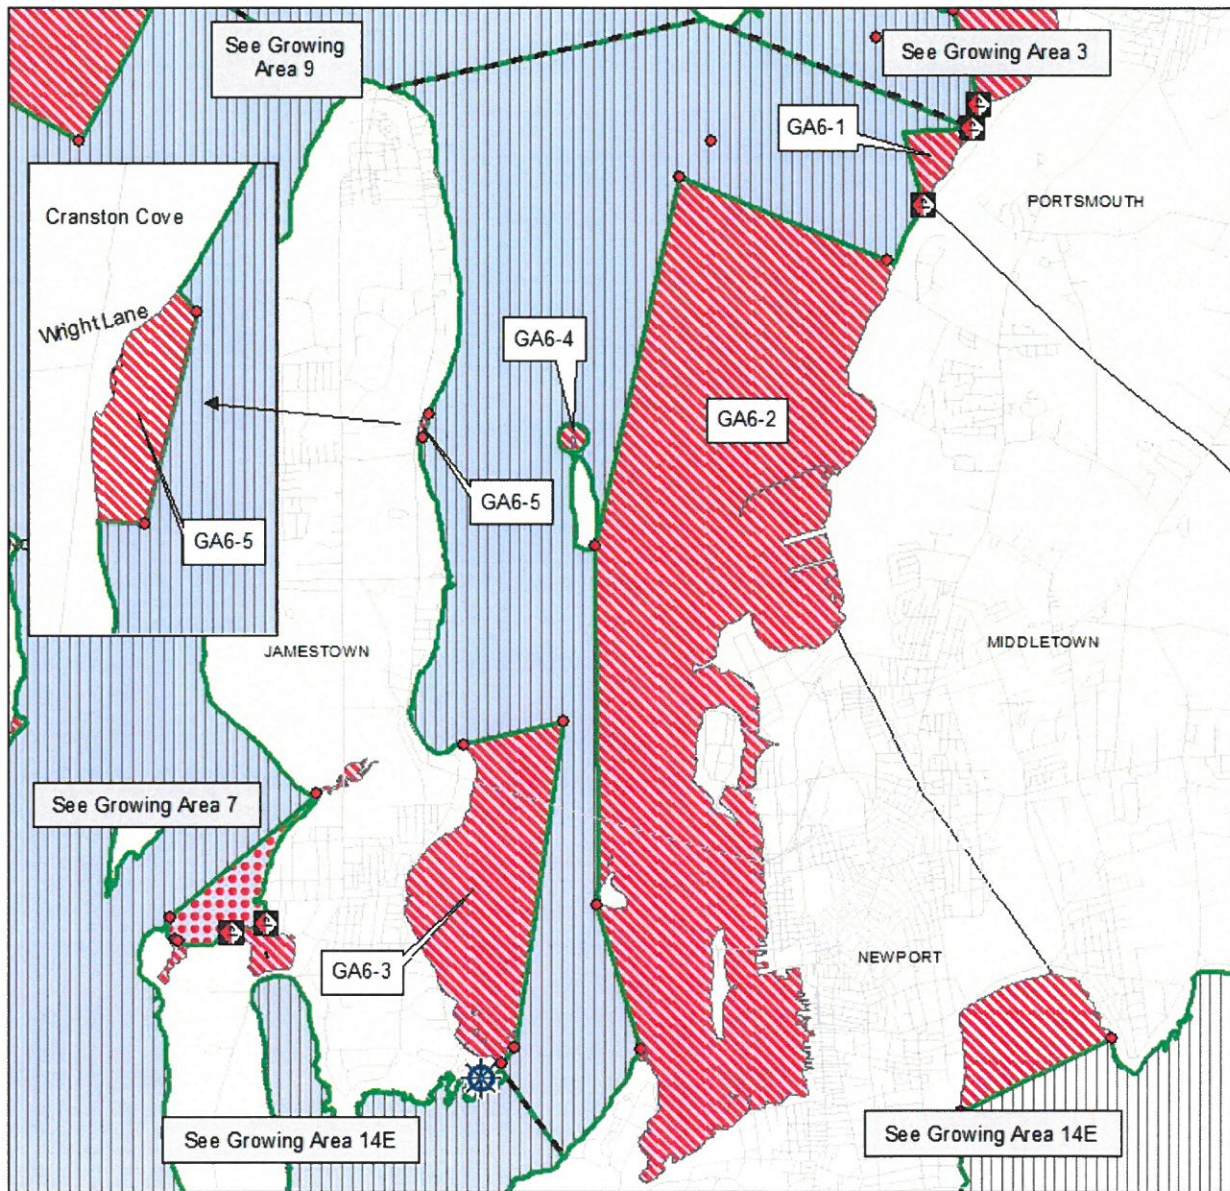 See Growing
Area 9
See Growing Area 3
GA6-1
Cranston Cove
PORTSMOUTH
Wright Lane
GA6-4
GA6-2
GA6-5
GA6-5
JAMESTOWN
MIDDLETOWN
See Growing Area 7
GA6-3
NEWPORT
See Growing Area 14E
See Growing Area 14E